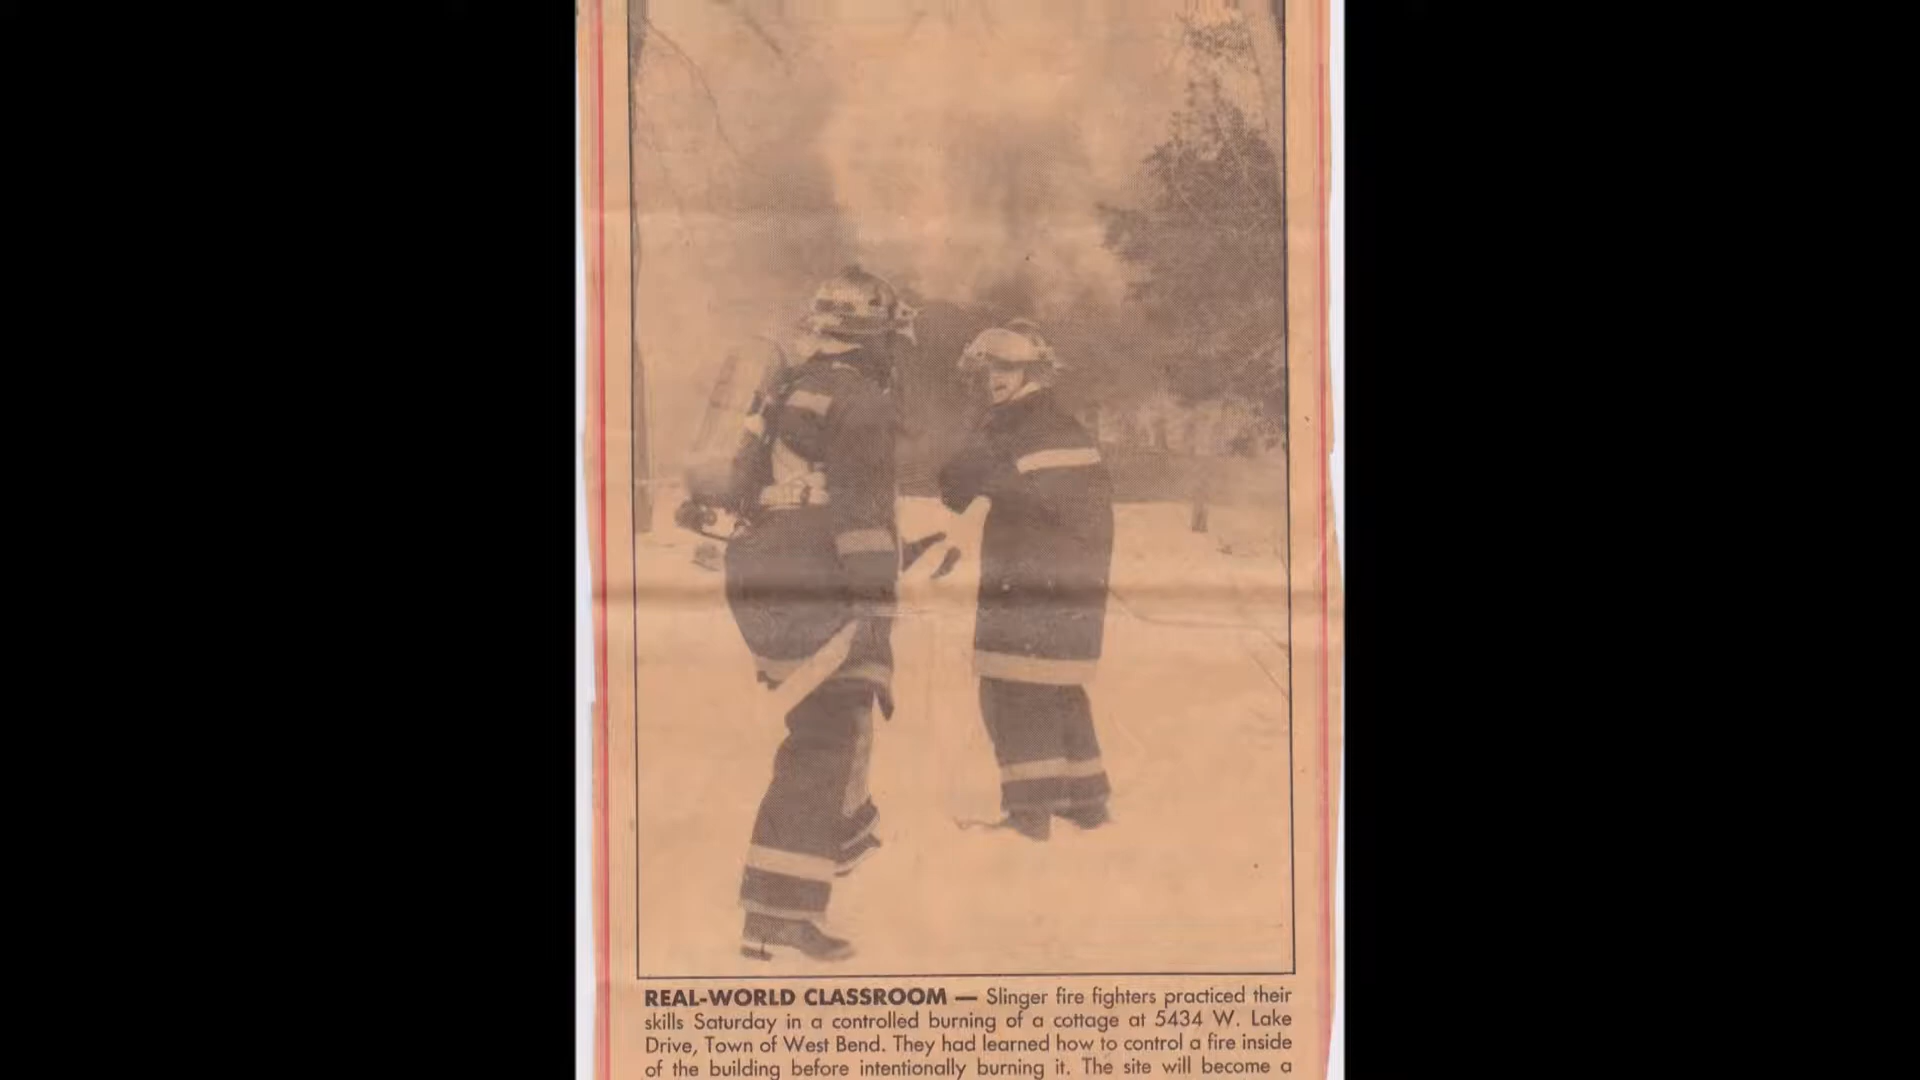 REAL-WORLD CLASSROOM — Slinger fire fighters practiced their
skills Saturday in a controlled burning of a cottage at 5434 W. Lake
Drive, Town of West Bend. They had learned how to control a fire inside
of the building before intentionally burning it. The site will become a